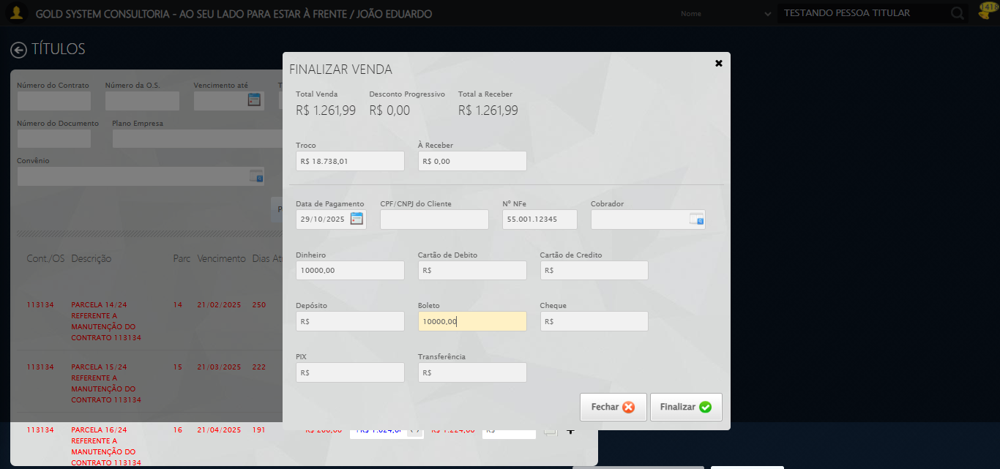 GOLD SYSTEM CONSULTORIA - AO SEU LADO PARA ESTAR À FRENTE / JOÃO EDUARDO
Nome
TESTANDO PESSOA TITULAR
TÍTULOS
Número do Contrato
Número da O.S.
Vencimento até
Número do Documento
Plano Empresa
Convênio
Cont./OS Descrição Parc Vencimento Dias At
113134 PARCELA 14/24 14 21/02/2025 250
REFERENTE A
MANUTENÇÃO DO
CONTRATO 113134
113134 PARCELA 15/24 15 21/03/2025 222
REFERENTE A
MANUTENÇÃO DO
CONTRATO 113134
113134 PARCELA 16/24 16 21/04/2025 191
REFERENTE A
MANUTENÇÃO DO
CONTRATO 113134
FINALIZAR VENDA
Total Venda Desconto Progressivo Total a Receber
R$ 1.261,99 R$ 0,00 R$ 1.261,99
Troco À Receber
R$ 18.738,01 R$ 0,00
Data de Pagamento CPF/CNPJ do Cliente Nº NFe Cobrador
29/10/2025 55.001.12345
Dinheiro Cartão de Debito Cartão de Credito
10000,00 R$ R$
Depósito Boleto Cheque
R$ 10000,00 R$
PIX Transferência
R$ R$
Fechar Finalizar